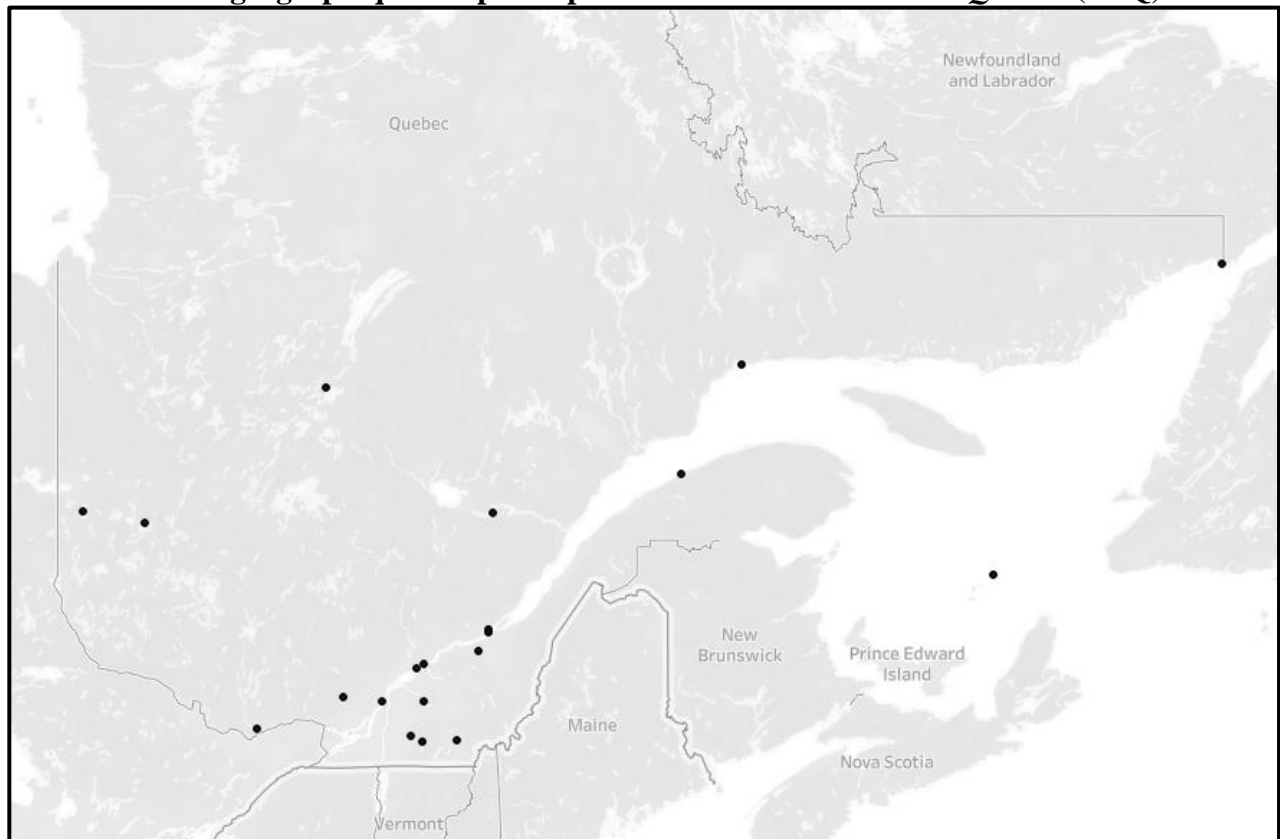 Newfoundland
and Labrador
Quebec
New
Brunswick
Prince Edward
Island
Maine
Nova Scotia
Vermont